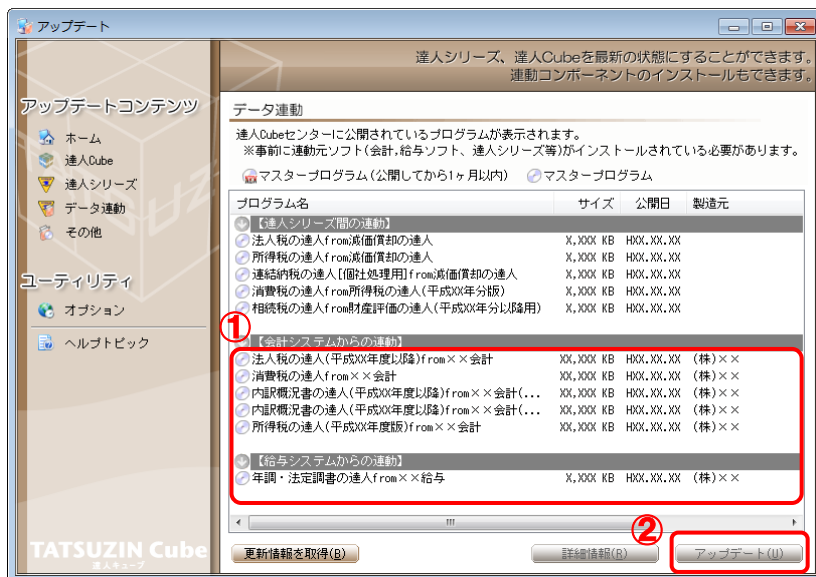 アップデート
達人シリーズ、達人Cubeを最新の状態にすることができます。
連動コンポーネントのインストールもできます。
アップデートコンテンツ
ホーム
達人Cube
達人シリーズ
データ連動
その他
ユーティリティ
オプション
ヘルプトピック
TATSUZIN Cube
達人キューブ
データ連動
達人Cubeセンターに公開されているプログラムが表示されます。
※事前に連動元ソフト(会計,給与ソフト、達人シリーズ等)がインストールされている必要があります。
マスタープログラム(公開してから1ヶ月以内) マスタープログラム
プログラム名 サイズ 公開日 製造元
【達人シリーズ間の連動】
法人税の達人from減価償却の達人 X,XXX KB HXX.XX.XX
所得税の達人from減価償却の達人 X,XXX KB HXX.XX.XX
連結納税の達人[個社処理用]from減価償却の達人 X,XXX KB HXX.XX.XX
消費税の達人from所得税の達人(平成XX年分版) X,XXX KB HXX.XX.XX
相続税の達人from財産評価の達人(平成XX年分以降用) X,XXX KB HXX.XX.XX
①
【会計システムからの連動】
法人税の達人(平成XX年度以降)from××会計 XX,XXX KB HXX.XX.XX (株)××
消費税の達人from××会計 XX,XXX KB HXX.XX.XX (株)××
内訳概況書の達人(平成XX年度以降)from××会計(... XX,XXX KB HXX.XX.XX (株)××
内訳概況書の達人(平成XX年度以降)from××会計(... XX,XXX KB HXX.XX.XX (株)××
所得税の達人(平成XX年度版)from××会計 XX,XXX KB HXX.XX.XX (株)××
【給与システムからの連動】
年調・法定調書の達人from××給与 X,XXX KB HXX.XX.XX (株)××
②
更新情報を取得(B) 詳細情報(R) アップデート(U)